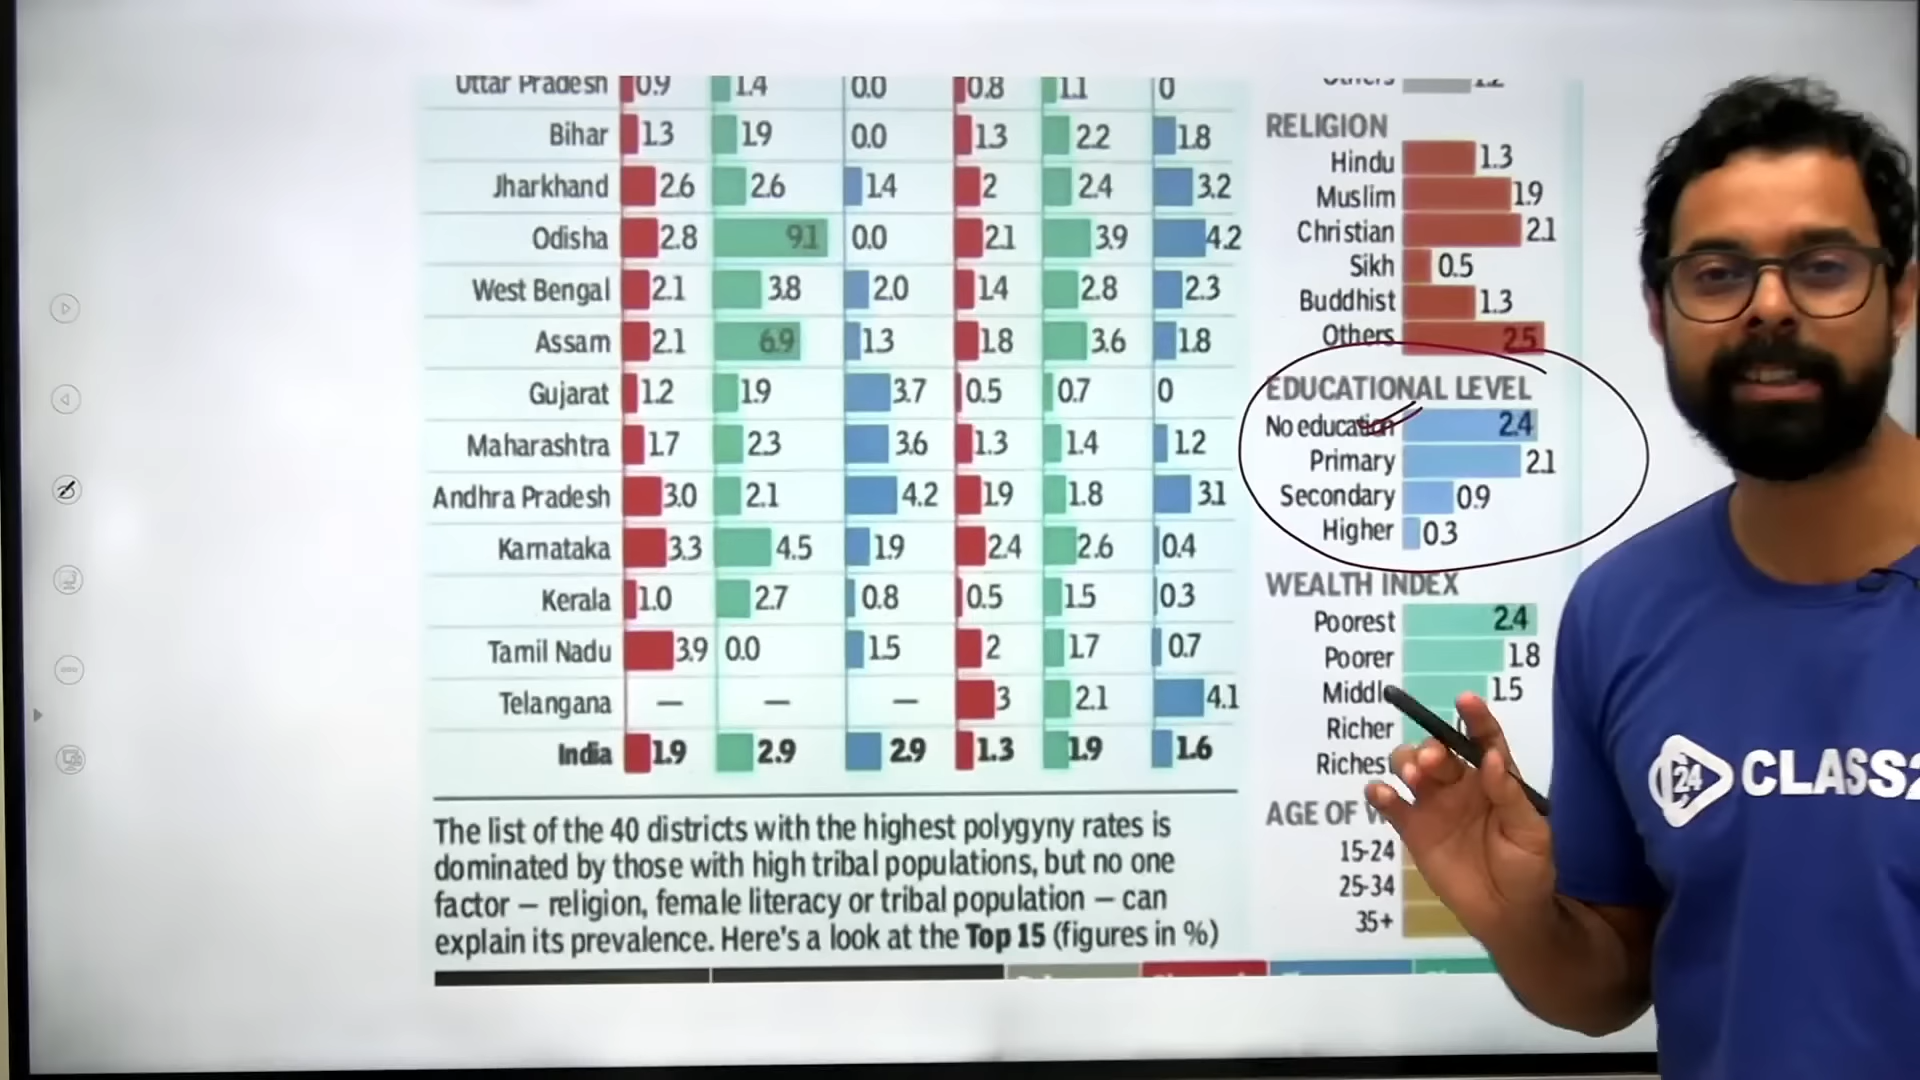 Uttar Pradesh 0.9 1.4 0.0 0.8 1.1 0
Bihar 1.3 1.9 0.0 1.3 2.2 1.8
Jharkhand 2.6 2.6 1.4 2 2.4 3.2
Odisha 2.8 9.1 0.0 2.1 3.9 4.2
West Bengal 2.1 3.8 2.0 1.4 2.8 2.3
Assam 2.1 6.9 1.3 1.8 3.6 1.8
Gujarat 1.2 1.9 3.7 0.5 0.7 0
Maharashtra 1.7 2.3 3.6 1.3 1.4 1.2
Andhra Pradesh 3.0 2.1 4.2 1.9 1.8 3.1
Karnataka 3.3 4.5 1.9 2.4 2.6 0.4
Kerala 1.0 2.7 0.8 0.5 1.5 0.3
Tamil Nadu 3.9 0.0 1.5 2 1.7 0.7
Telangana — — — 3 2.1 4.1
India 1.9 2.9 2.9 1.3 1.9 1.6
The list of the 40 districts with the highest polygyny rates is
dominated by those with high tribal populations, but no one
factor — religion, female literacy or tribal population — can
explain its prevalence. Here's a look at the Top 15 (figures in %)
Others 1.2
RELIGION
Hindu 1.3
Muslim 1.9
Christian 2.1
Sikh 0.5
Buddhist 1.3
Others 2.5
EDUCATIONAL LEVEL
No education 2.4
Primary 2.1
Secondary 0.9
Higher 0.3
WEALTH INDEX
Poorest 2.4
Poorer 1.8
Middle 1.5
Richer
Richest
AGE OF
15-24
25-34
35+
24 CLASS2